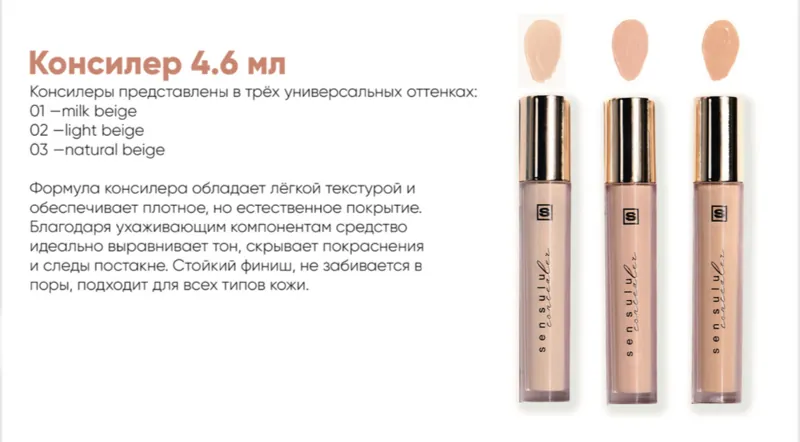 Консилер 4.6 мл
Консилеры представлены в трёх универсальных оттенках:
01 —milk beige
02 —light beige
03 —natural beige
Формула консилера обладает лёгкой текстурой и
обеспечивает плотное, но естественное покрытие.
Благодаря ухаживающим компонентам средство
идеально выравнивает тон, скрывает покраснения
и следы постакне. Стойкий финиш, не забивается в
поры, подходит для всех типов кожи.
S
sensulu
concealer
S
sensulu
concealer
S
sensulu
concealer